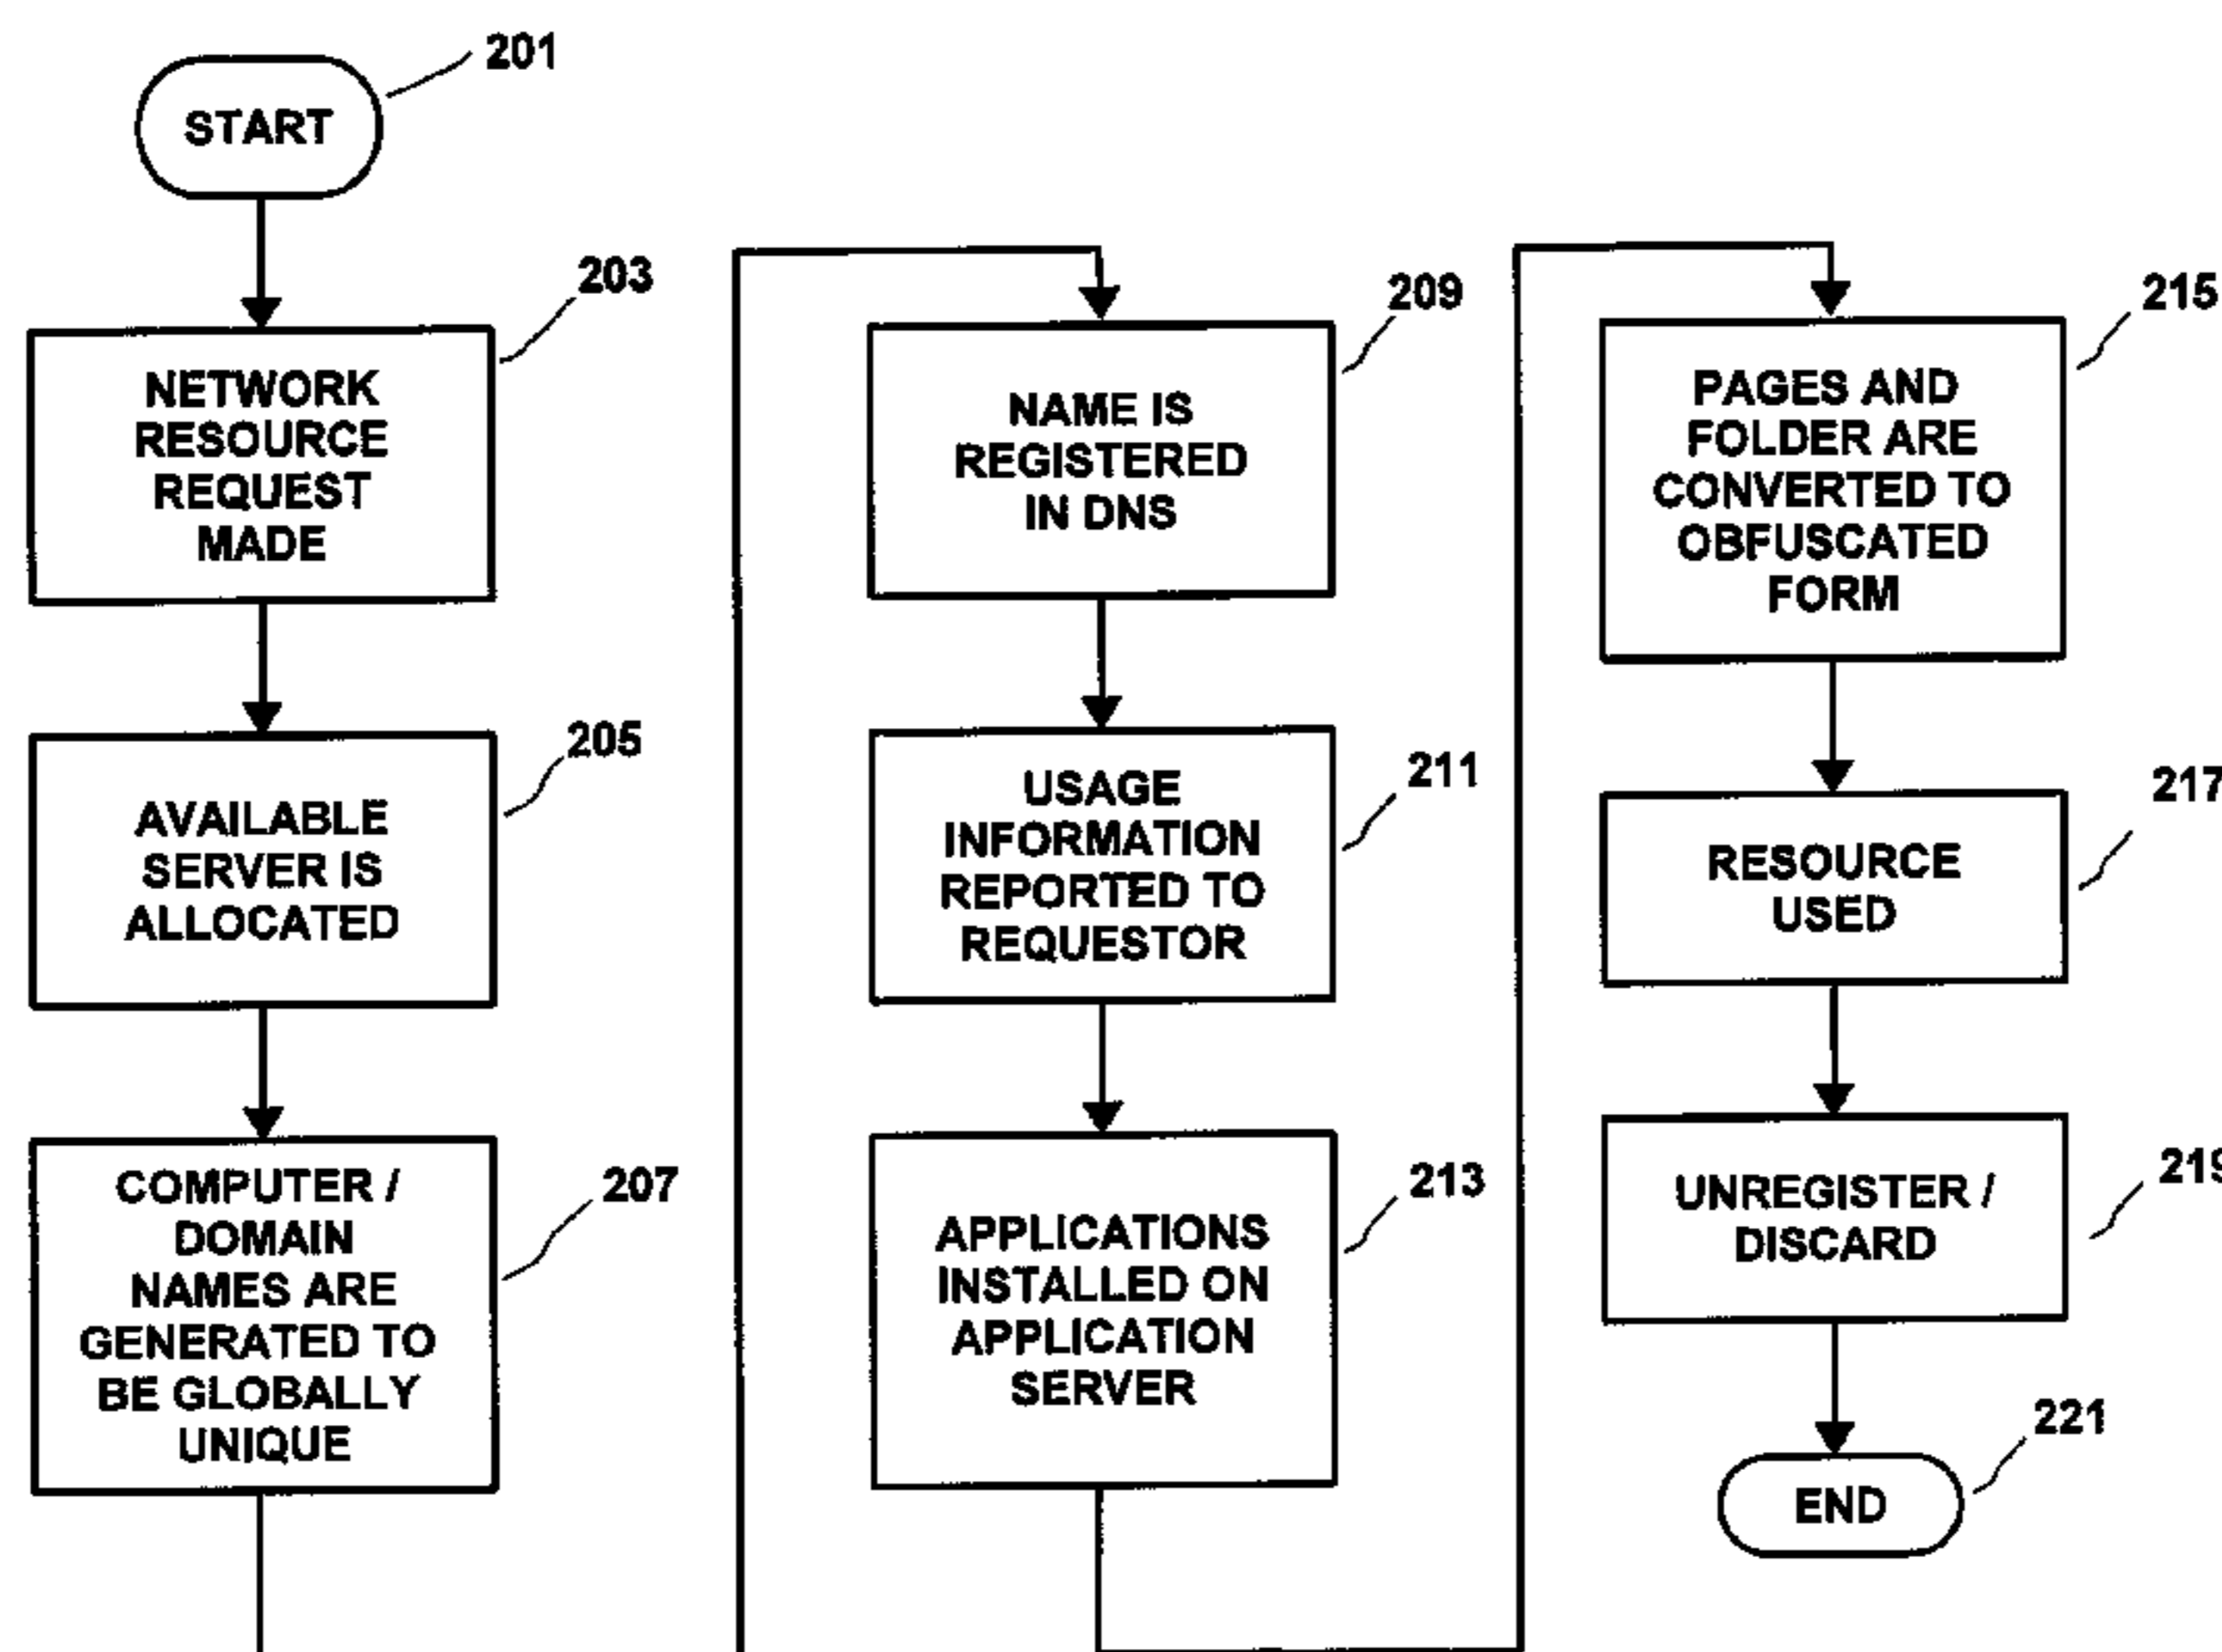 201
START
203
NETWORK
RESOURCE
REQUEST
MADE
205
AVAILABLE
SERVER IS
ALLOCATED
207
COMPUTER /
DOMAIN
NAMES ARE
GENERATED TO
BE GLOBALLY
UNIQUE
209
NAME IS
REGISTERED
IN DNS
211
USAGE
INFORMATION
REPORTED TO
REQUESTOR
213
APPLICATIONS
INSTALLED ON
APPLICATION
SERVER
215
PAGES AND
FOLDER ARE
CONVERTED TO
OBFUSCATED
FORM
217
RESOURCE
USED
219
UNREGISTER /
DISCARD
221
END